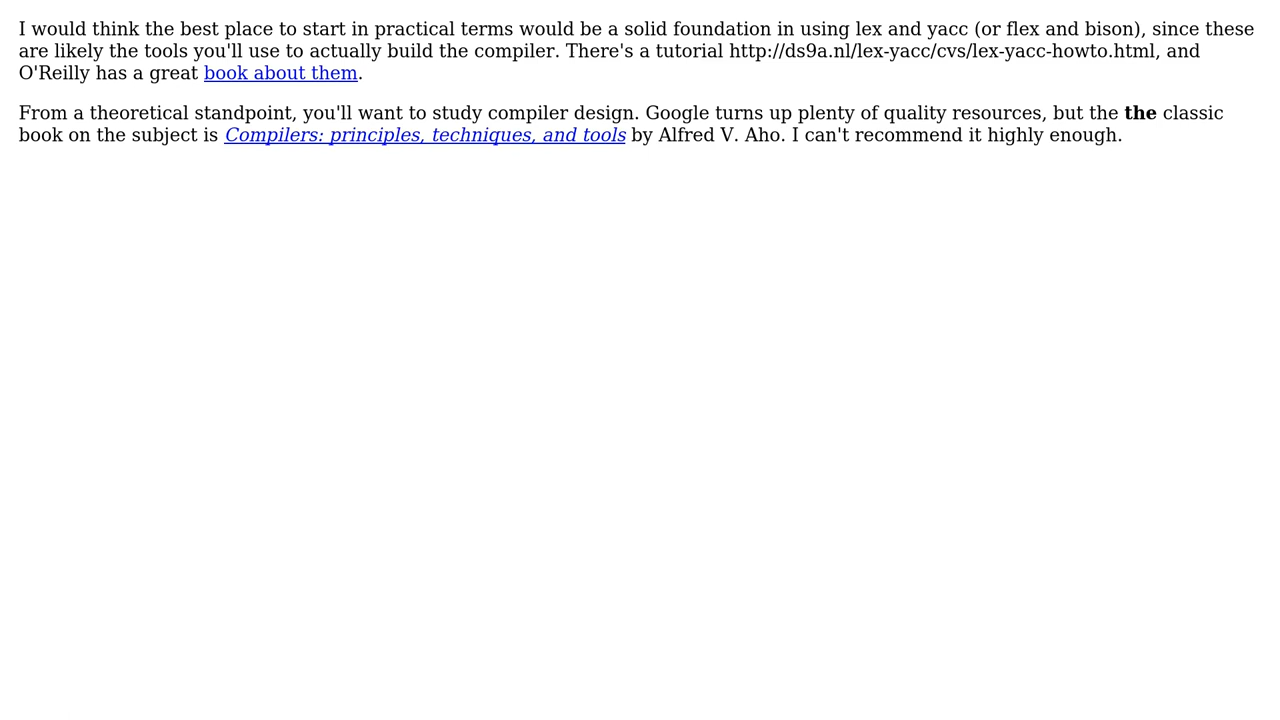 I would think the best place to start in practical terms would be a solid foundation in using lex and yacc (or flex and bison), since these
are likely the tools you'll use to actually build the compiler. There's a tutorial http://ds9a.nl/lex-yacc/cvs/lex-yacc-howto.html, and
O'Reilly has a great book about them.
From a theoretical standpoint, you'll want to study compiler design. Google turns up plenty of quality resources, but the the classic
book on the subject is Compilers: principles, techniques, and tools by Alfred V. Aho. I can't recommend it highly enough.